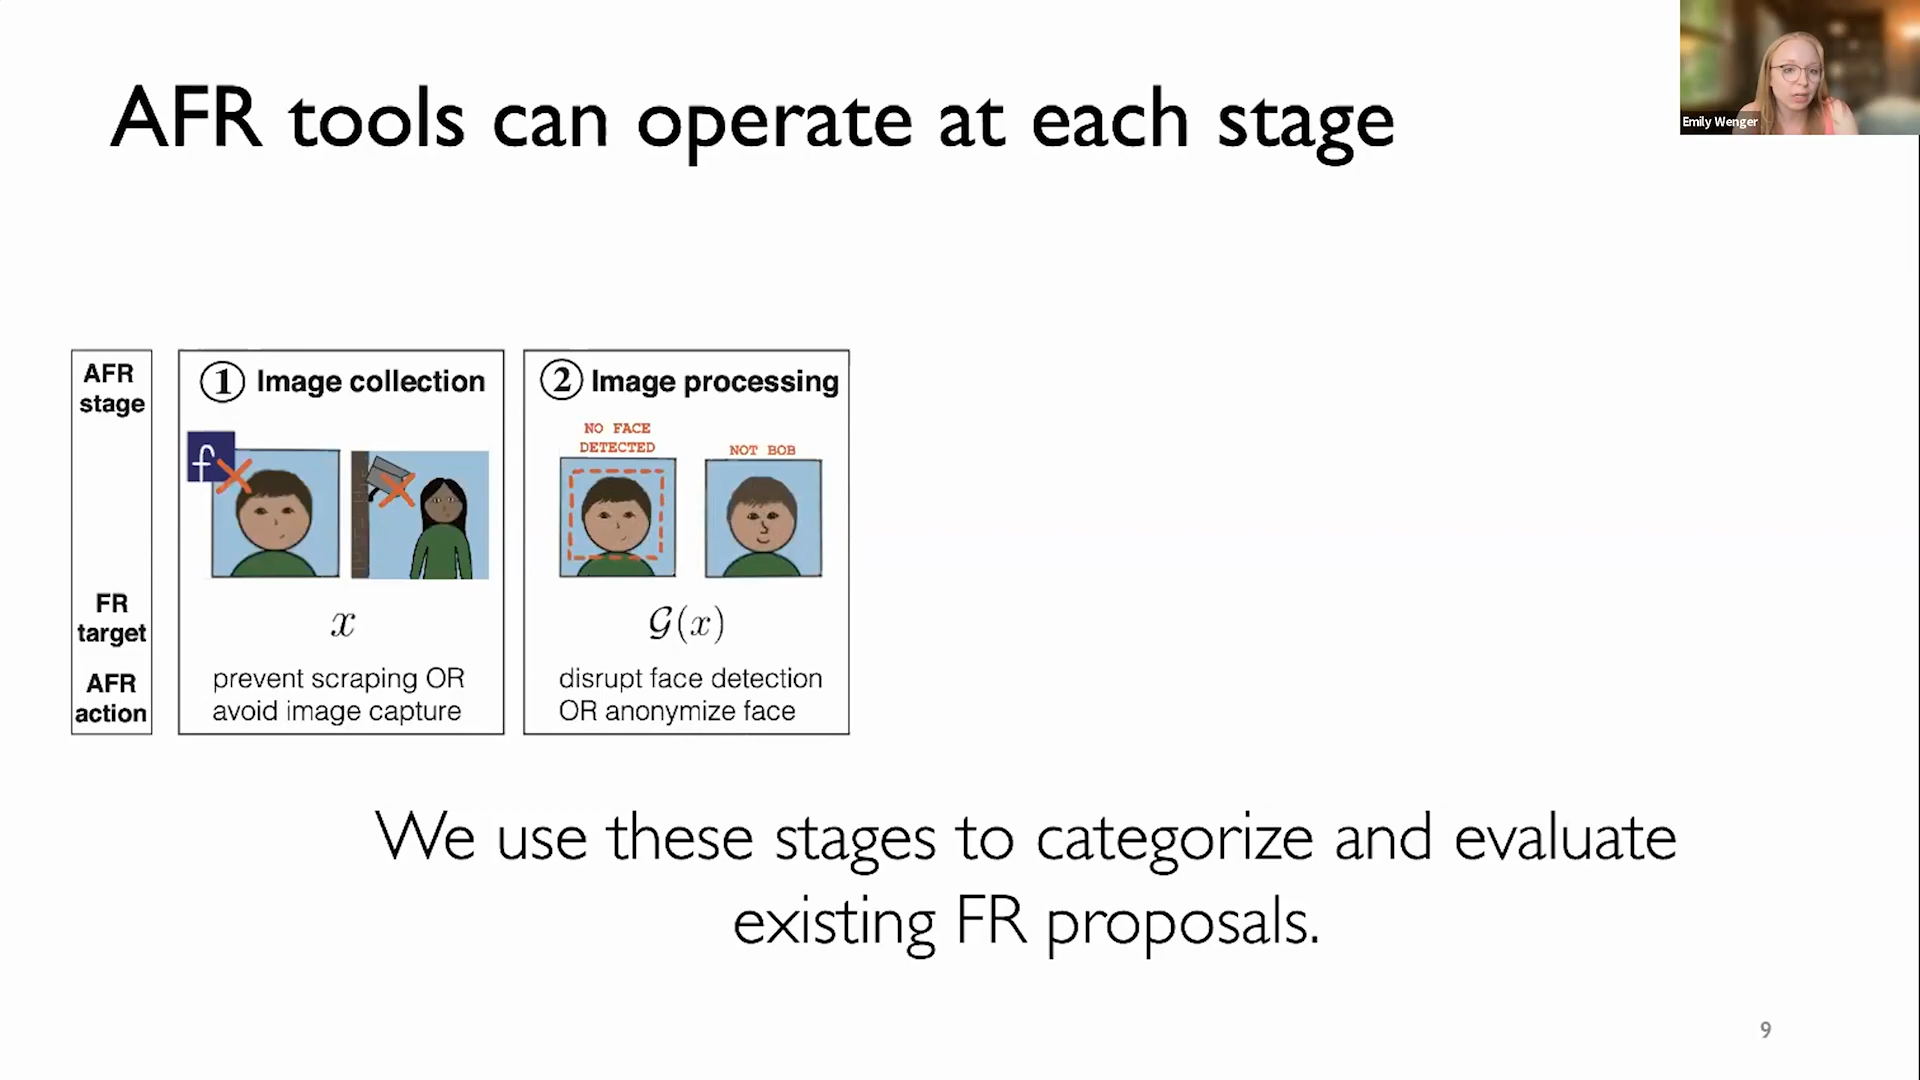 AFR tools can operate at each stage
Emily Wenger
AFR
stage
FR
target
AFR
action
1 Image collection
f
x
prevent scraping OR
avoid image capture
2 Image processing
NO FACE
DETECTED
NOT BOB
𝒢(x)
disrupt face detection
OR anonymize face
We use these stages to categorize and evaluate
existing FR proposals.
9